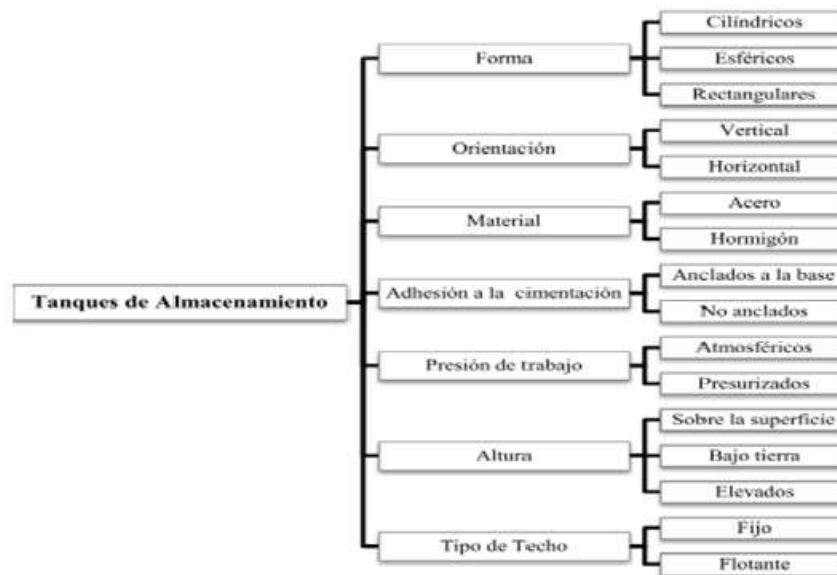 Tanques de Almacenamiento
Forma
Cilíndricos
Esféricos
Rectangulares
Orientación
Vertical
Horizontal
Material
Acero
Hormigón
Adhesión a la cimentación
Anclados a la base
No anclados
Presión de trabajo
Atmosféricos
Presurizados
Altura
Sobre la superficie
Bajo tierra
Elevados
Tipo de Techo
Fijo
Flotante